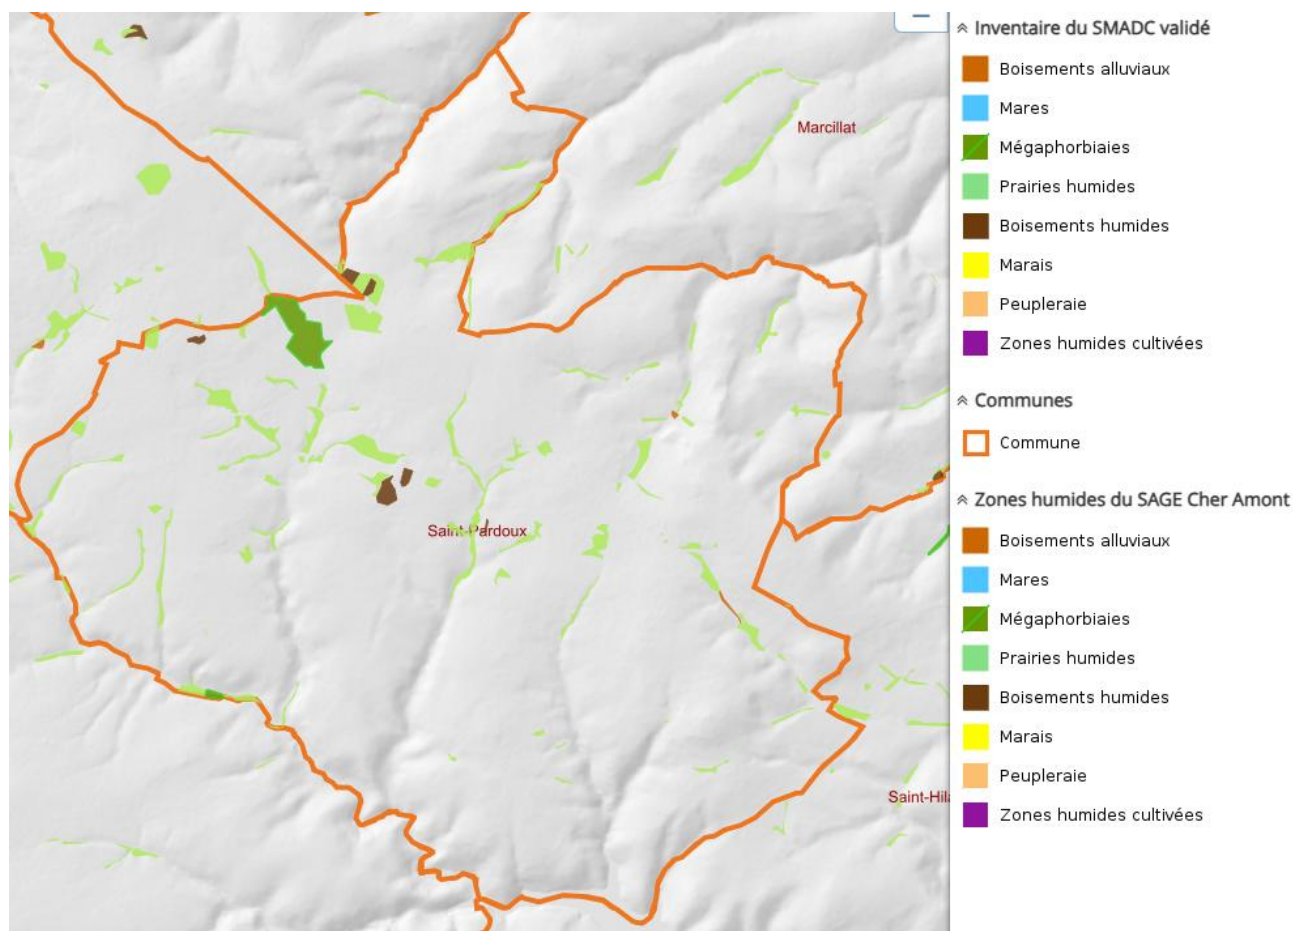 Marcillat
Saint-Pardoux
Saint-Hila
Inventaire du SMADC validé
Boisements alluviaux
Mares
Mégaphorbiaies
Prairies humides
Boisements humides
Marais
Peupleraie
Zones humides cultivées
Communes
Commune
Zones humides du SAGE Cher Amont
Boisements alluviaux
Mares
Mégaphorbiaies
Prairies humides
Boisements humides
Marais
Peupleraie
Zones humides cultivées